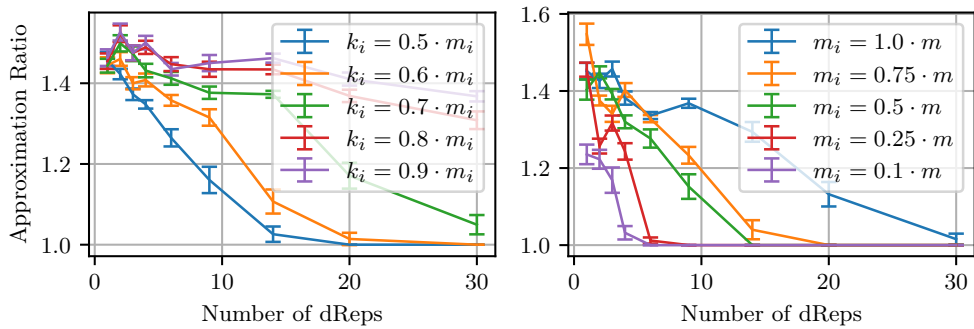 Approximation Ratio
1.4
1.2
1.0
0
10
20
30
Number of dReps
k_i = 0.5 · m_i
k_i = 0.6 · m_i
k_i = 0.7 · m_i
k_i = 0.8 · m_i
k_i = 0.9 · m_i
1.6
1.4
1.2
1.0
0
10
20
30
Number of dReps
m_i = 1.0 · m
m_i = 0.75 · m
m_i = 0.5 · m
m_i = 0.25 · m
m_i = 0.1 · m